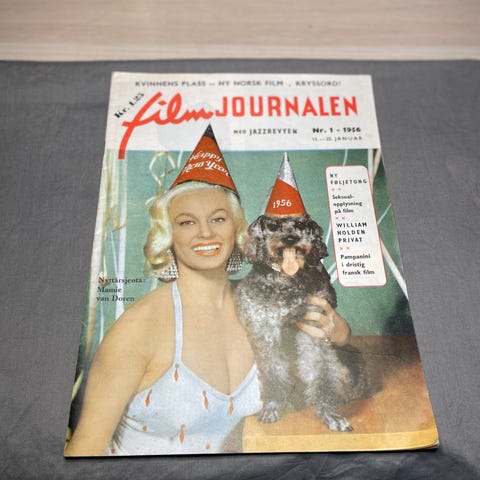 KVINNENS PLASS — NY NORSK FILM , KRYSSORD!
Kr. 1.25
film JOURNALEN
MED JAZZREVYEN Nr. 1 - 1956
11.—25. JANUAR
Happy
New Year
1956
NY
FØLJETONG
Seksual-
opplysning
på film
WILLIAM
HOLDEN
PRIVAT
Pampanini
i dristig
fransk film
Nyttårsjenta:
Mamie
van Doren